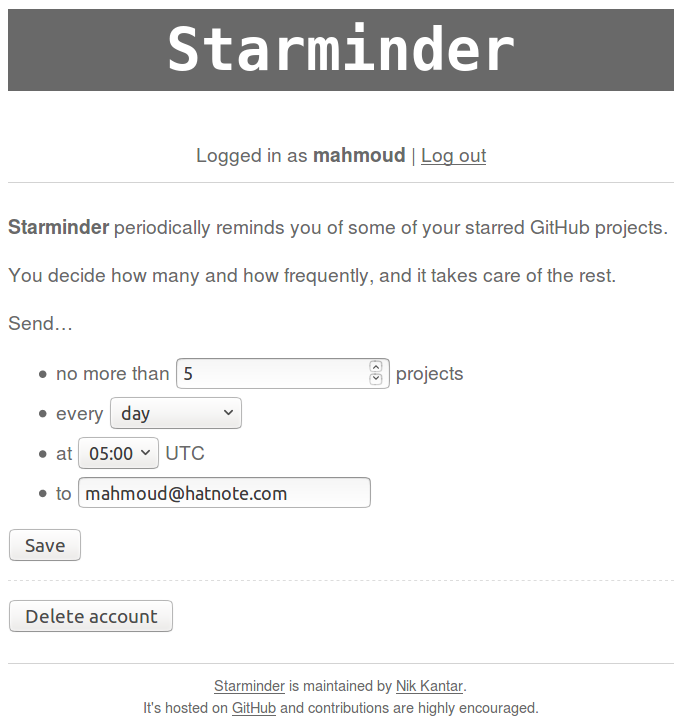 Starminder
Logged in as mahmoud | Log out
Starminder periodically reminds you of some of your starred GitHub projects.
You decide how many and how frequently, and it takes care of the rest.
Send…
no more than 5 projects
every day
at 05:00 UTC
to mahmoud@hatnote.com
Save
Delete account
Starminder is maintained by Nik Kantar.
It's hosted on GitHub and contributions are highly encouraged.